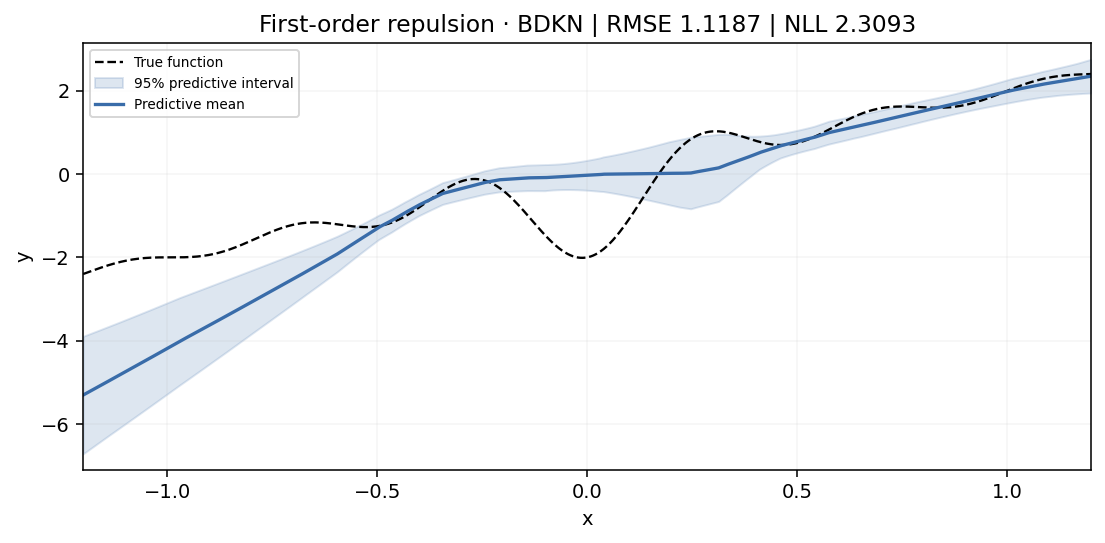 First-order repulsion · BDKN | RMSE 1.1187 | NLL 2.3093
True function
95% predictive interval
Predictive mean
y
2
0
−2
−4
−6
−1.0 −0.5 0.0 0.5 1.0
x